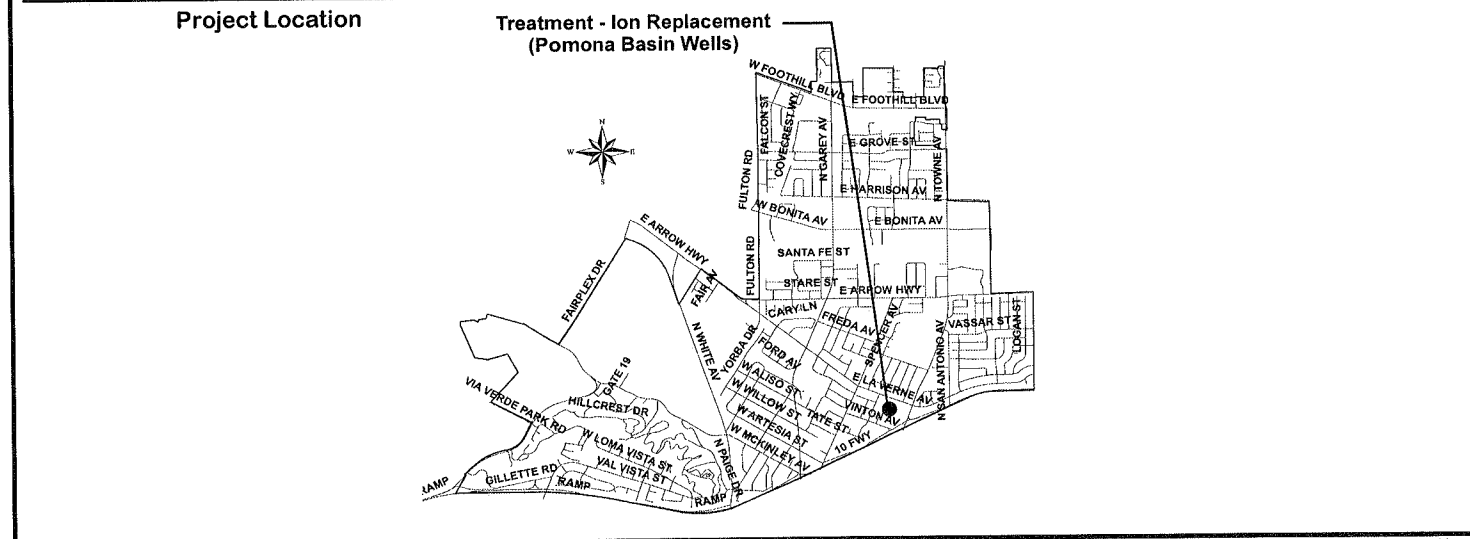 Project Location
Treatment - Ion Replacement
(Pomona Basin Wells)
W FOOTHILL BLVD
E FOOTHILL BLVD
FALCON ST
COVECREST WY
N GAREY AV
E GROVE ST
N TOWNE AV
FULTON RD
E HARRISON AV
W BONITA AV
E BONITA AV
N
W
E
S
E ARROW HWY
FULTON RD
SANTA FE ST
STARE ST
E ARROW HWY
FAIRPLEX DR
FAIR AV
CARY LN
FREDA AV
SPENCER AV
VASSAR ST
LOGAN ST
N WHITE AV
YORBA DR
FORD AV
N SAN ANTONIO AV
GATE 19
W ALISO ST
E LA VERNE AV
VIA VERDE PARK RD
HILLCREST DR
W WILLOW ST
TATE ST
VINTON AV
W ARTESIA ST
10 FWY
W LOMA VISTA ST
W MCKINLEY AV
N PAIGE DR
GILLETTE RD
VAL VISTA ST
RAMP
RAMP
RAMP